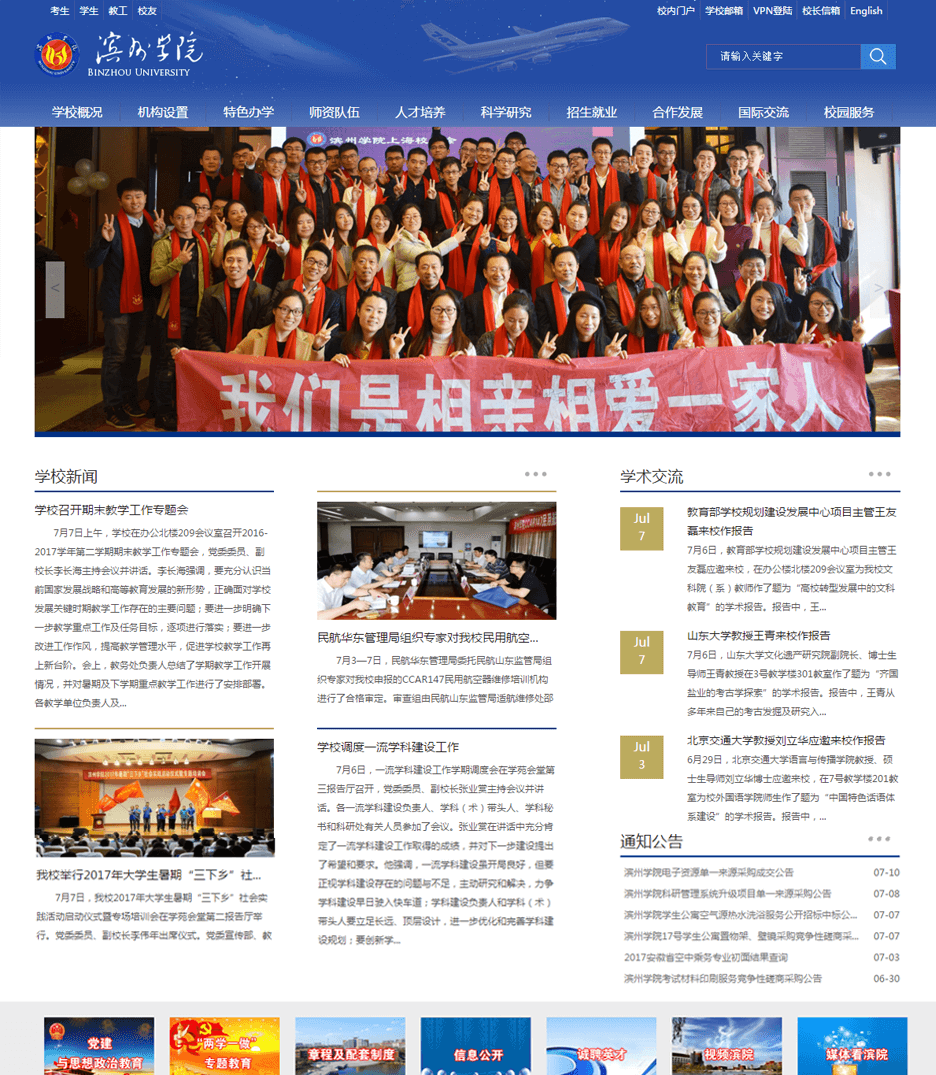 考生 学生 教工 校友
校内门户 学校邮箱 VPN登陆 校长信箱 English
滨州学院
BINZHOU UNIVERSITY
请输入关键字
学校概况 机构设置 特色办学 师资队伍 人才培养 科学研究 招生就业 合作发展 国际交流 校园服务
滨州学院上海校
会
<
>
我们是相亲相爱一家人
学校新闻
学校召开期末教学工作专题会
7月7日上午，学校在办公北楼209会议室召开2016-
2017学年第二学期期末教学工作专题会，党委委员、副
校长李长海主持会议并讲话。李长海强调，要充分认识当
前国家发展战略和高等教育发展的新形势，正确面对学校
发展关键时期教学工作存在的主要问题；要进一步明确下
一步教学重点工作及任务目标，逐项进行落实；要进一步
改进工作作风，提高教学管理水平，促进学校教学工作再
上新台阶。会上，教务处负责人总结了学期教学工作开展
情况，并对暑期及下学期重点教学工作进行了安排部署。
各教学单位负责人及...
我校举行2017年大学生暑期“三下乡”社...
7月7日，我校2017年大学生暑期“三下乡”社会实
践活动启动仪式暨专场培训会在学苑会堂第二报告厅举
行。党委委员、副校长李伟年出席仪式。党委宣传部、教
民航华东管理局组织专家对我校民用航空...
7月3—7日，民航华东管理局委托民航山东监管局组
织专家对我校申报的CCAR147民用航空器维修培训机构
进行了合格审定。审查组由民航山东监管局适航维修处邵
学校调度一流学科建设工作
7月6日，一流学科建设工作学期调度会在学苑会堂第
三报告厅召开，党委委员、副校长张业赏主持会议并讲
话。各一流学科建设负责人、学科（术）带头人、学科秘
书和科研处有关人员参加了会议。张业赏在讲话中充分肯
定了一流学科建设工作取得的成绩，并对下一步建设提出
了希望和要求。他强调，一流学科建设虽开局良好，但要
正视学科建设存在的问题与不足，主动研究和解决，力争
学科建设早日驶入快车道；学科建设负责人和学科（术）
带头人要立足长远、顶层设计，进一步优化和完善学科建
设规划；要创新学...
学术交流
Jul
7
教育部学校规划建设发展中心项目主管王友
磊来校作报告
7月6日，教育部学校规划建设发展中心项目主管王
友磊应邀来校，在办公楼北楼209会议室为我校文
科院（系）教师作了题为“高校转型发展中的文科
教育”的学术报告。报告中，王...
Jul
7
山东大学教授王青来校作报告
7月6日，山东大学文化遗产研究院副院长、博士生
导师王青教授在3号教学楼301教室作了题为“齐国
盐业的考古学探索”的学术报告。报告中，王青从
多年来自己的考古发掘及研究入...
Jul
3
北京交通大学教授刘立华应邀来校作报告
6月29日，北京交通大学语言与传播学院教授、硕
士生导师刘立华博士应邀来校，在7号教学楼201教
室为校外国语学院师生作了题为“中国特色话语体
系建设”的学术报告。报告中，...
通知公告
滨州学院电子资源单一来源采购成交公告 07-10
滨州学院科研管理系统升级项目单一来源采购公告 07-08
滨州学院学生公寓空气源热水洗浴服务公开招标中标公... 07-07
滨州学院17号学生公寓置物架、壁镜采购竞争性磋商采... 07-07
2017安徽省空中乘务专业初面结果查询 07-03
滨州学院考试材料印刷服务竞争性磋商采购公告 06-30
党建
与思想政治教育
“两学一做”
专题教育
章程及配套制度
信息公开
诚聘英才
视频滨院
媒体看滨院